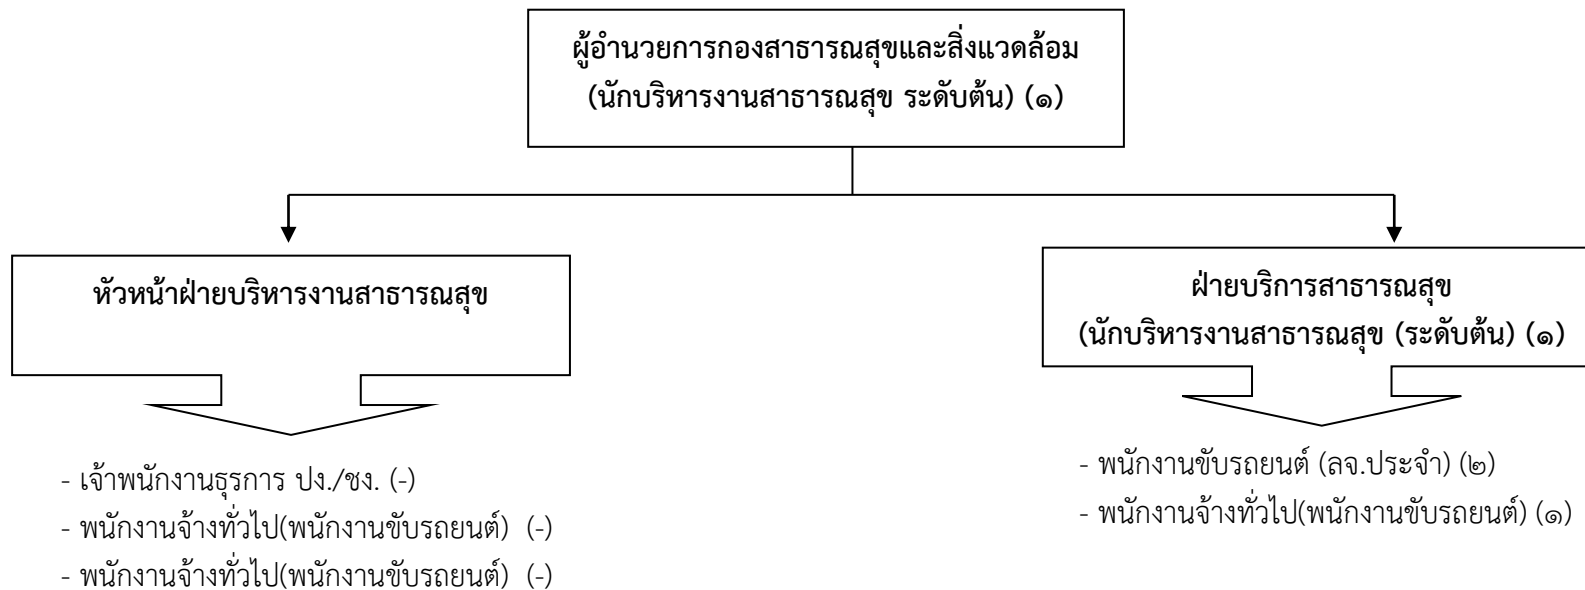 ผู้อำนวยการกองสาธารณสุขและสิ่งแวดล้อม
(นักบริหารงานสาธารณสุข ระดับต้น) (๑)
หัวหน้าฝ่ายบริหารงานสาธารณสุข
ฝ่ายบริการสาธารณสุข
(นักบริหารงานสาธารณสุข (ระดับต้น) (๑)
- เจ้าพนักงานธุรการ ปง./ชง. (-)
- พนักงานจ้างทั่วไป(พนักงานขับรถยนต์) (-)
- พนักงานจ้างทั่วไป(พนักงานขับรถยนต์) (-)
- พนักงานขับรถยนต์ (ลจ.ประจำ) (๒)
- พนักงานจ้างทั่วไป(พนักงานขับรถยนต์) (๑)